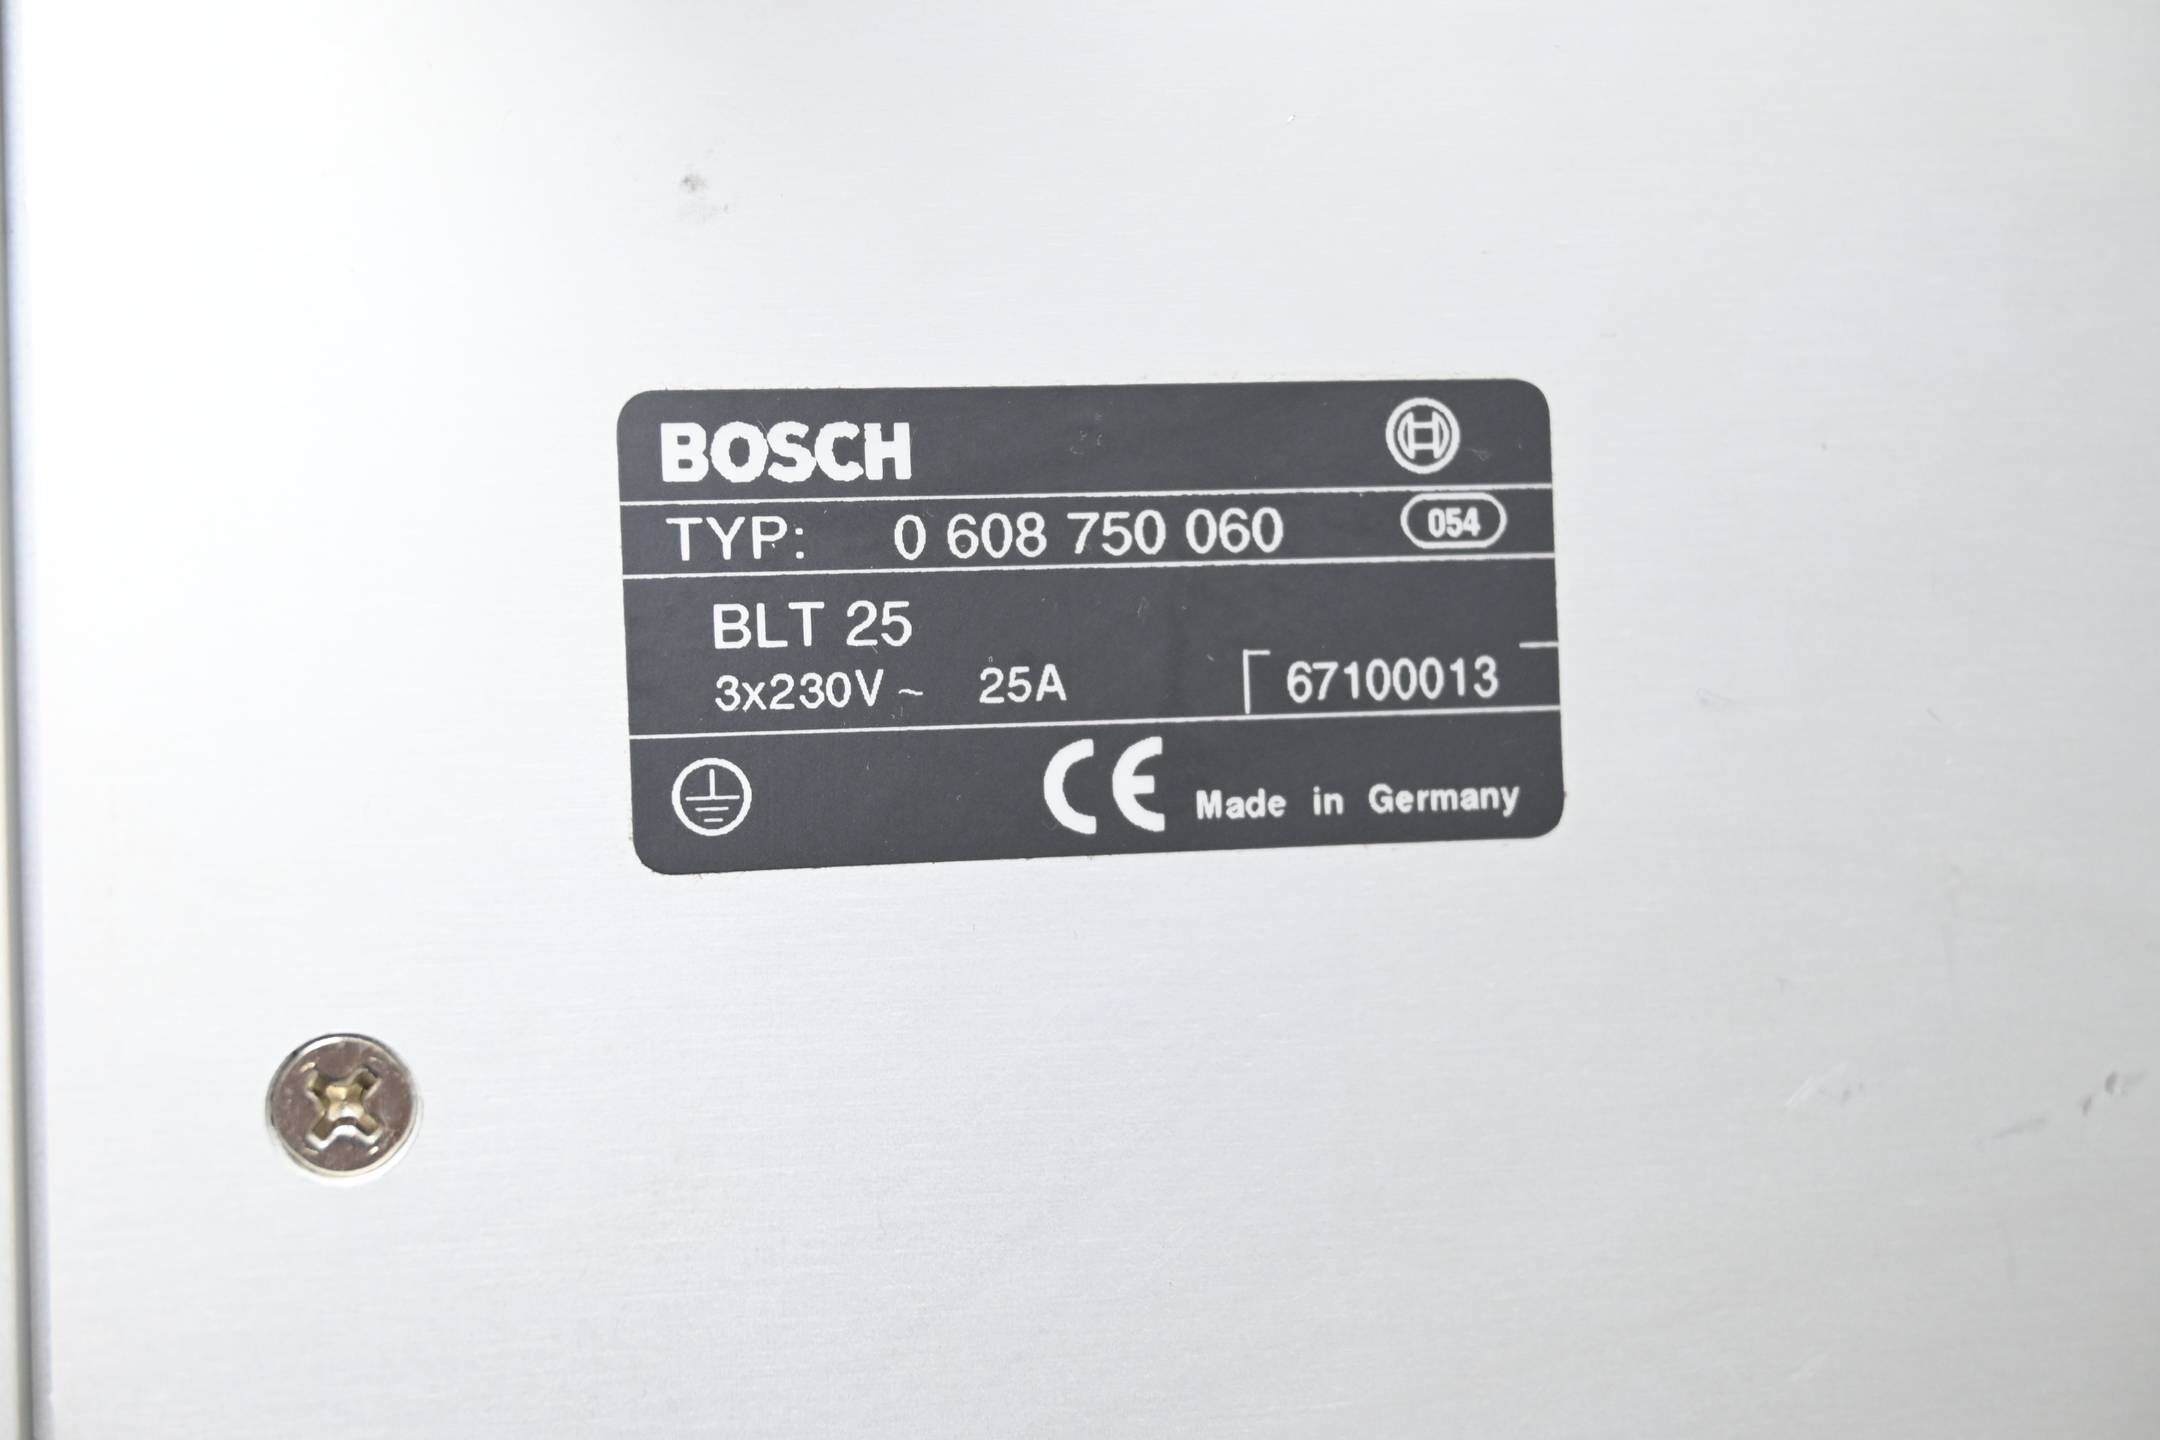 BOSCH
TYP: 0 608 750 060 054
BLT 25
3x230V ~ 25A 67100013
CE Made in Germany